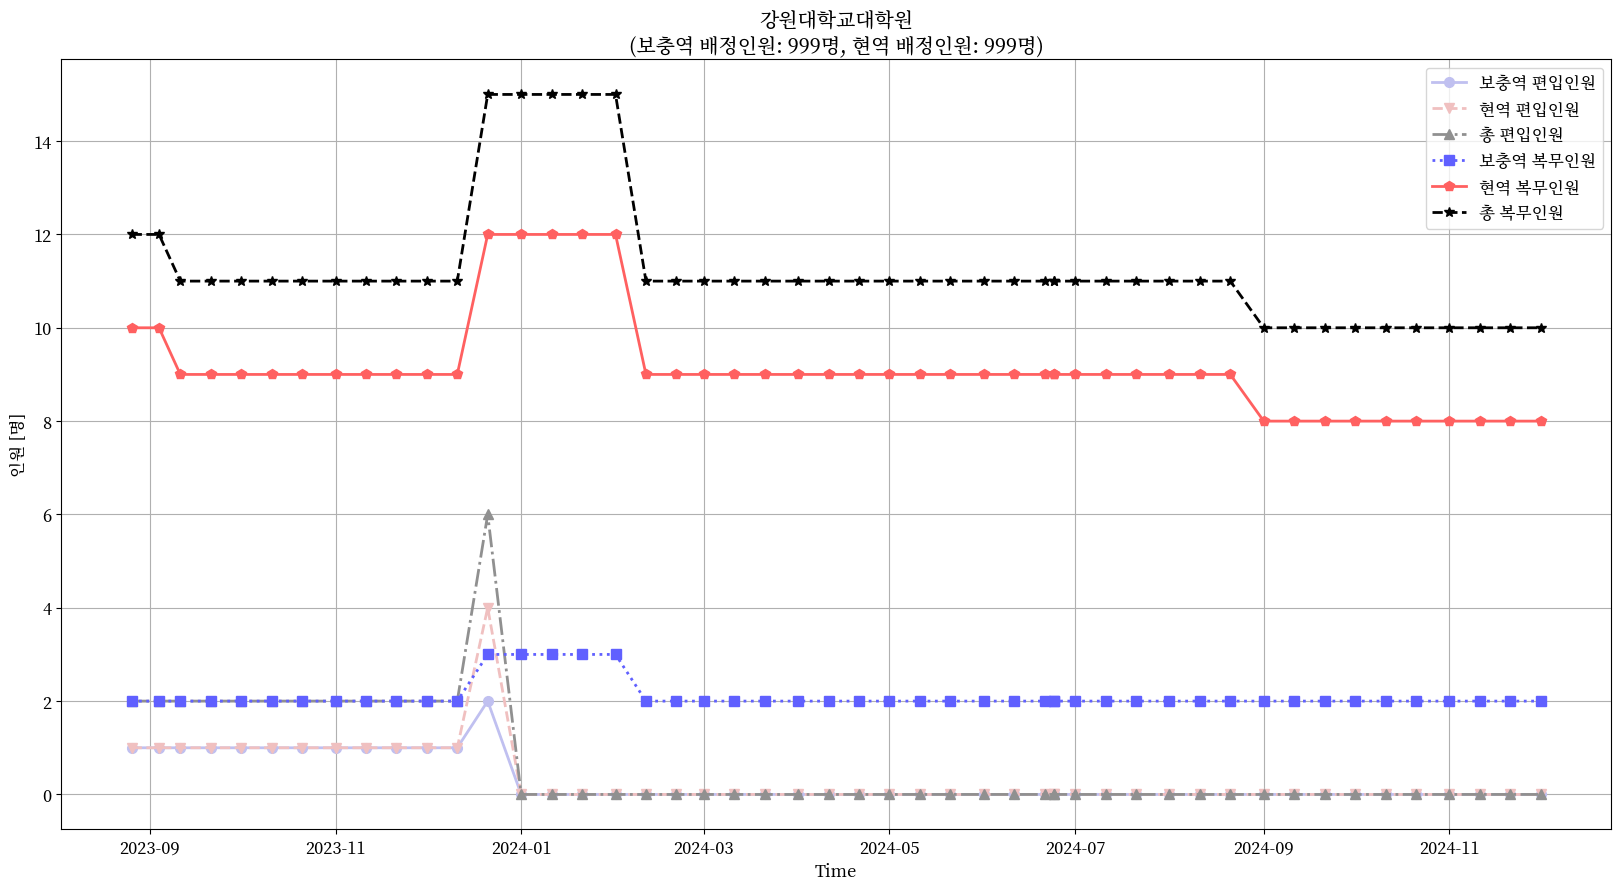 강원대학교대학원
(보충역 배정인원: 999명, 현역 배정인원: 999명)
보충역 편입인원
현역 편입인원
총 편입인원
보충역 복무인원
현역 복무인원
총 복무인원
인원 [명]
14
12
10
8
6
4
2
0
2023-09
2023-11
2024-01
2024-03
2024-05
2024-07
2024-09
2024-11
Time